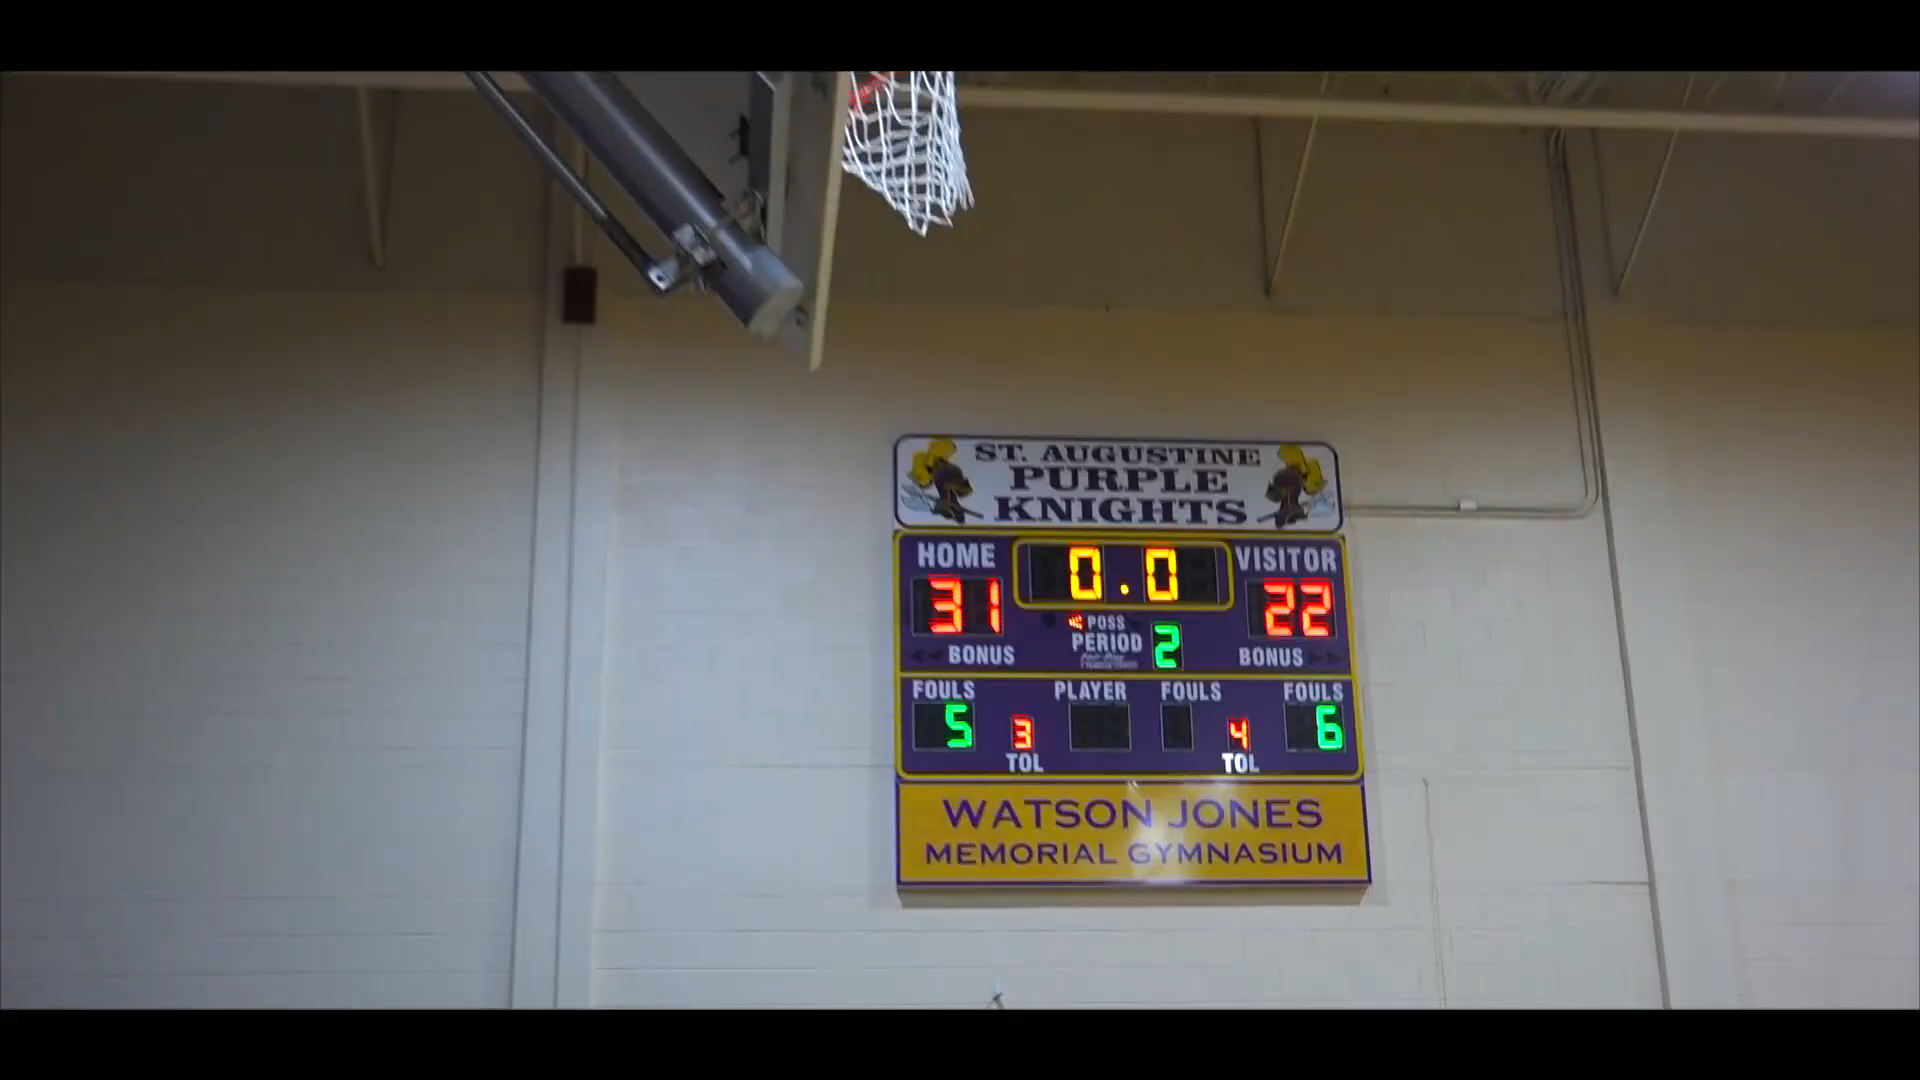 ST. AUGUSTINE
PURPLE
KNIGHTS
HOME 0.0 VISITOR
31 22
POSS
PERIOD 2
BONUS BONUS
FOULS PLAYER FOULS FOULS
5 3 4 6
TOL TOL
WATSON JONES
MEMORIAL GYMNASIUM